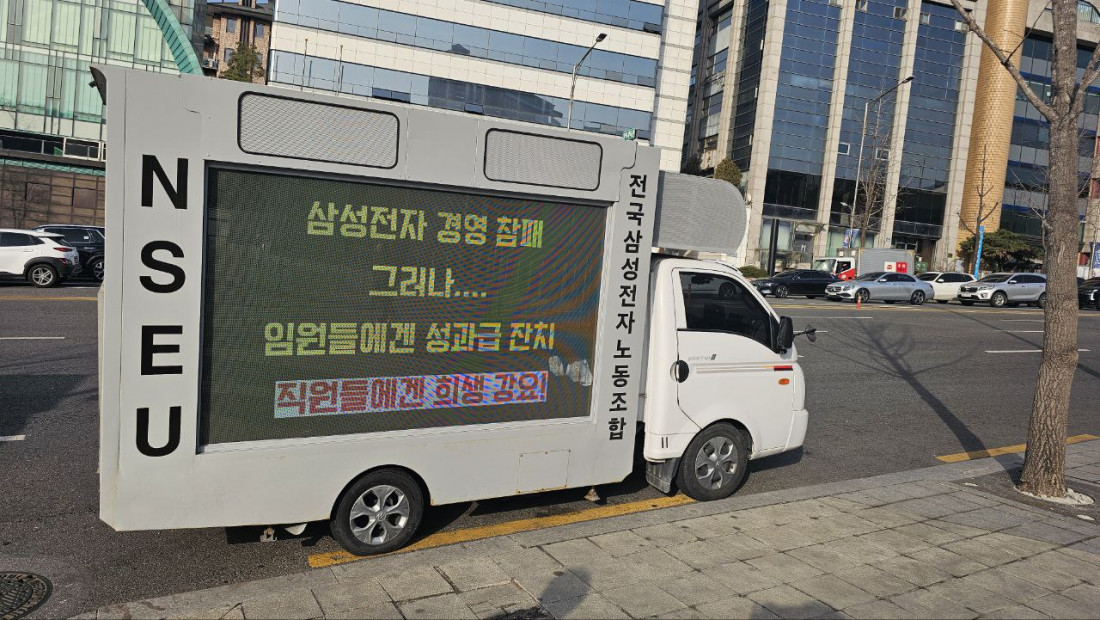 NSEU
삼성전자 경영 참패
그러나....
임원들에겐 성과급 잔치
직원들에겐 희생 강요!
전국삼성전자노동조합